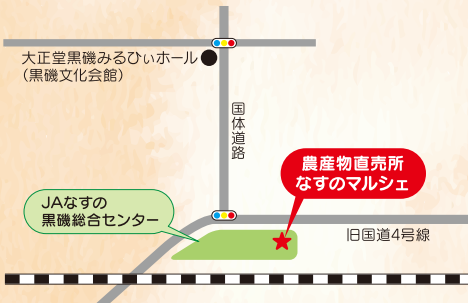 大正堂黒磯みるひぃホール
（黒磯文化会館）
国体道路
農産物直売所
なすのマルシェ
JAなすの
黒磯総合センター
旧国道4号線